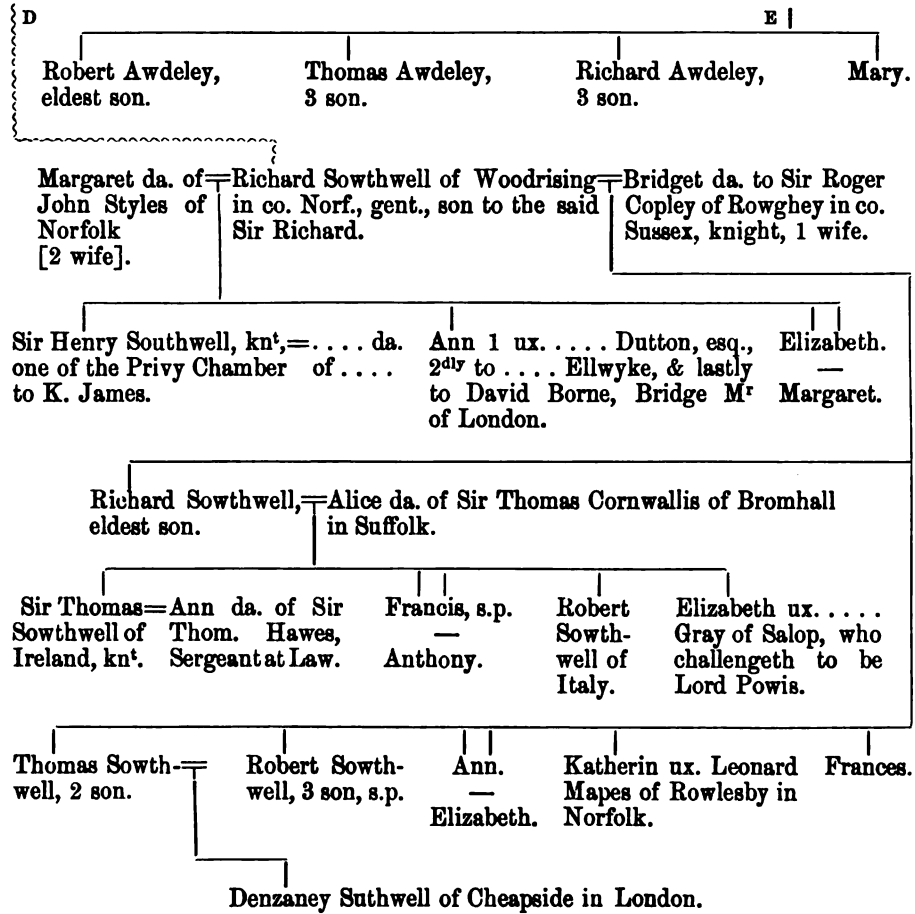 D
E
Robert Awdeley,
eldest son.
Thomas Awdeley,
3 son.
Richard Awdeley,
3 son.
Mary.
Margaret da. of
John Styles of
Norfolk
[2 wife].
Richard Sowthwell of Woodrising
in co. Norf., gent., son to the said
Sir Richard.
Bridget da. to Sir Roger
Copley of Rowghey in co.
Sussex, knight, 1 wife.
Sir Henry Southwell, knᵗ,=.... da.
one of the Privy Chamber of ....
to K. James.
Ann 1 ux. ..... Dutton, esq.,
2ᵈˡʸ to .... Ellwyke, & lastly
to David Borne, Bridge Mʳ
of London.
Elizabeth.
—
Margaret.
Richard Sowthwell,
eldest son.
Alice da. of Sir Thomas Cornwallis of Bromhall
in Suffolk.
Sir Thomas=
Sowthwell of
Ireland, knᵗ.
Ann da. of Sir
Thom. Hawes,
Sergeant at Law.
Francis, s.p.
—
Anthony.
Robert
Sowth-
well of
Italy.
Elizabeth ux. ....
Gray of Salop, who
challengeth to be
Lord Powis.
Thomas Sowth-
well, 2 son.
Robert Sowth-
well, 3 son, s.p.
Ann.
—
Elizabeth.
Katherin ux. Leonard
Mapes of Rowlesby in
Norfolk.
Frances.
Denzaney Suthwell of Cheapside in London.